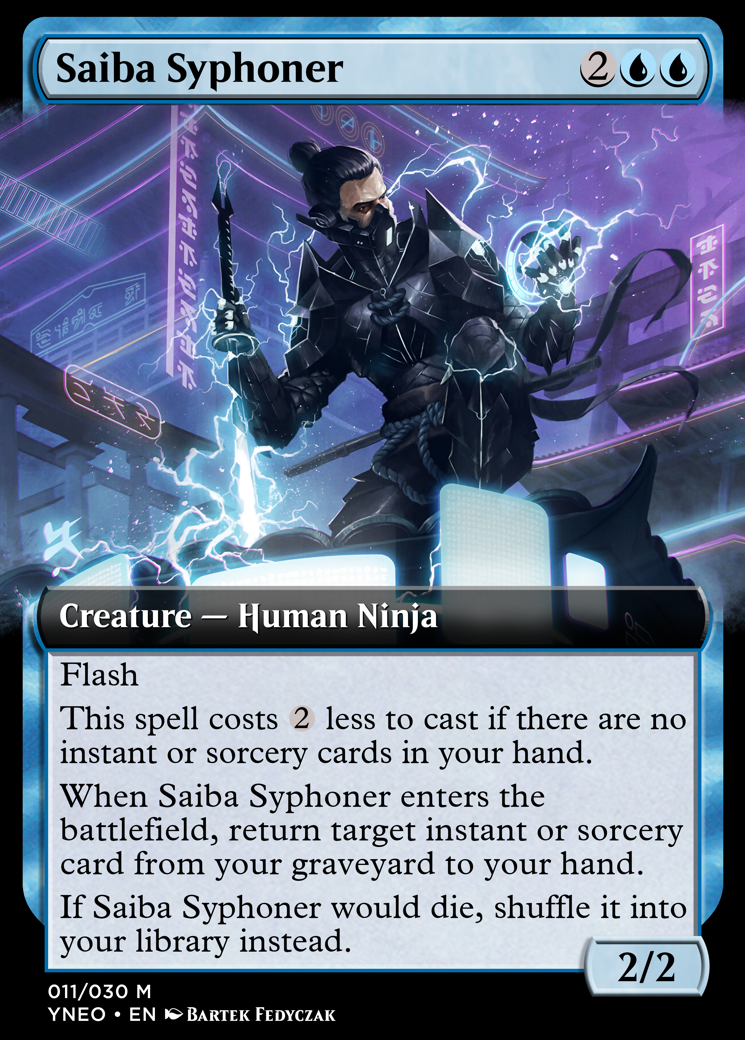 Saiba Syphoner 2
Creature — Human Ninja
Flash
This spell costs 2 less to cast if there are no
instant or sorcery cards in your hand.
When Saiba Syphoner enters the
battlefield, return target instant or sorcery
card from your graveyard to your hand.
If Saiba Syphoner would die, shuffle it into
your library instead.
2/2
011/030 M
YNEO • EN Bartek Fedyczak